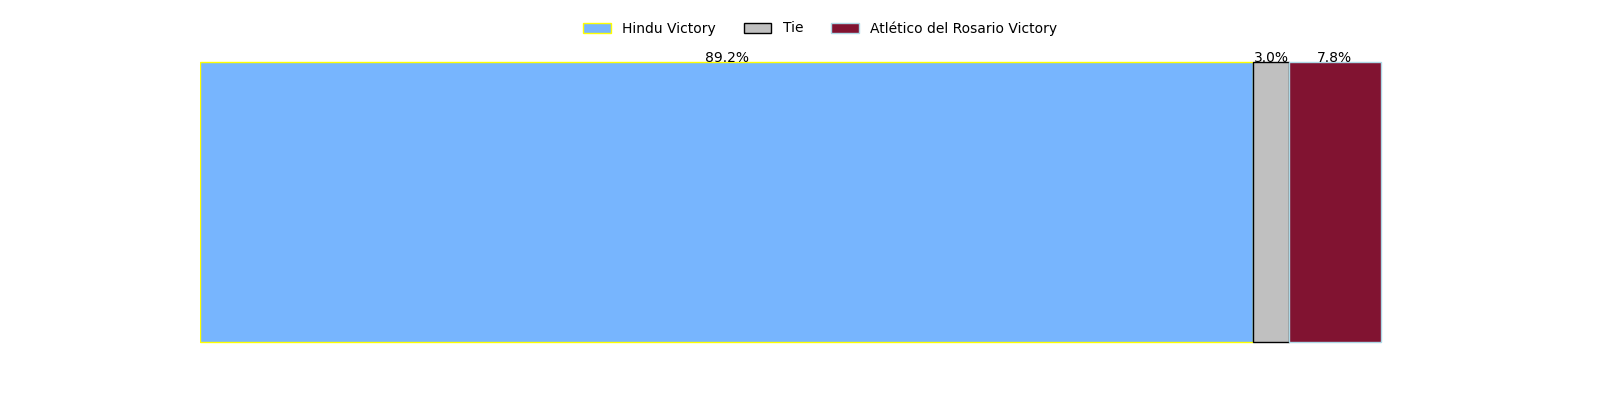 Hindu Victory Tie Atlético del Rosario Victory
89.2% 3.0% 7.8%